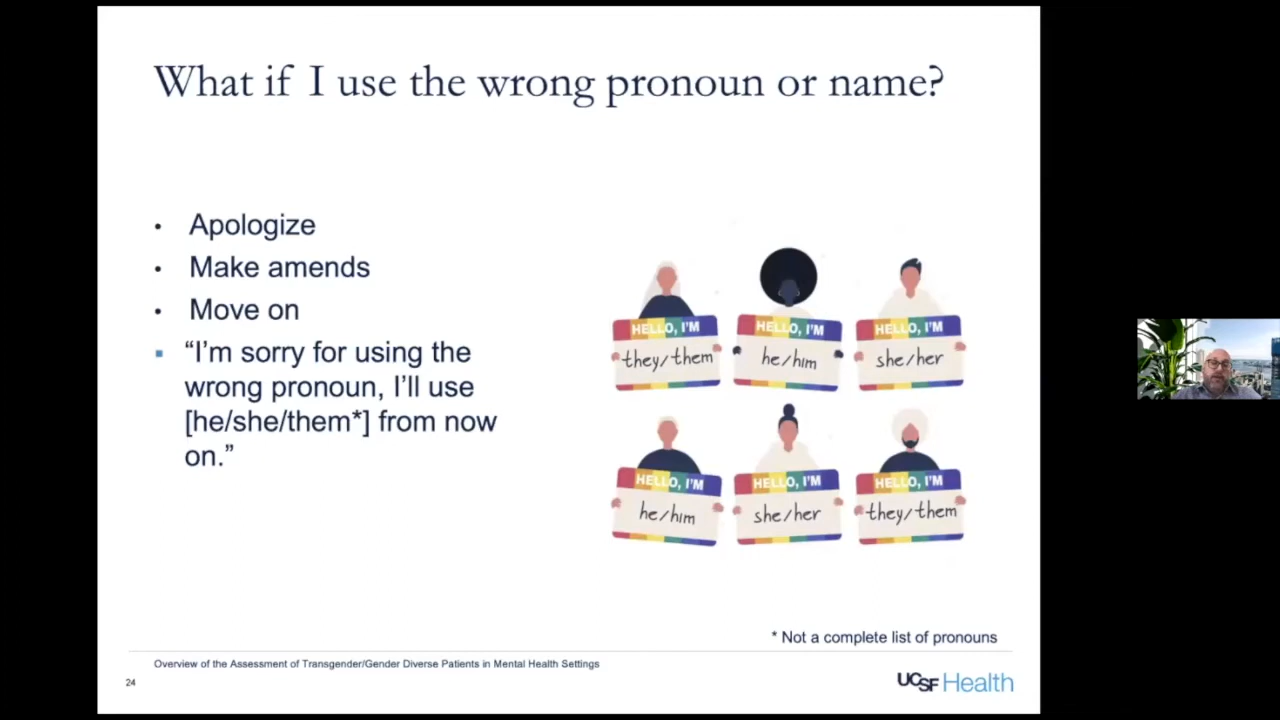 What if I use the wrong pronoun or name?
• Apologize
• Make amends
• Move on
▪ “I’m sorry for using the
wrong pronoun, I’ll use
[he/she/them*] from now
on.”
HELLO, I'M
they/them
HELLO, I'M
he/him
HELLO, I'M
she/her
HELLO, I'M
he/him
HELLO, I'M
she/her
HELLO, I'M
they/them
* Not a complete list of pronouns
Overview of the Assessment of Transgender/Gender Diverse Patients in Mental Health Settings
24
UCSF Health